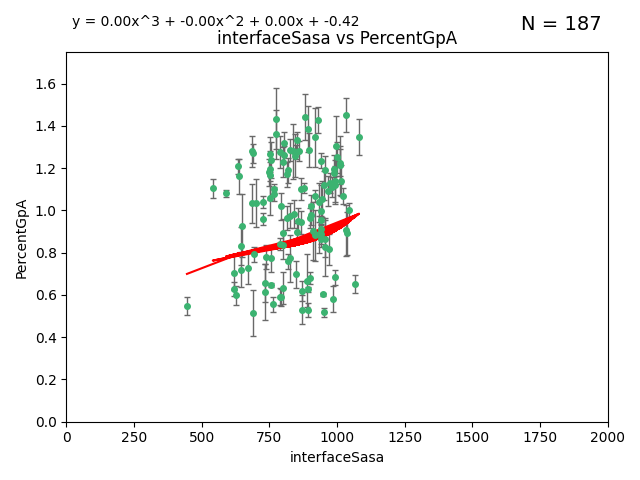 y = 0.00x^3 + -0.00x^2 + 0.00x + -0.42
N = 187
interfaceSasa vs PercentGpA
PercentGpA
1.6
1.4
1.2
1.0
0.8
0.6
0.4
0.2
0.0
0 250 500 750 1000 1250 1500 1750 2000
interfaceSasa